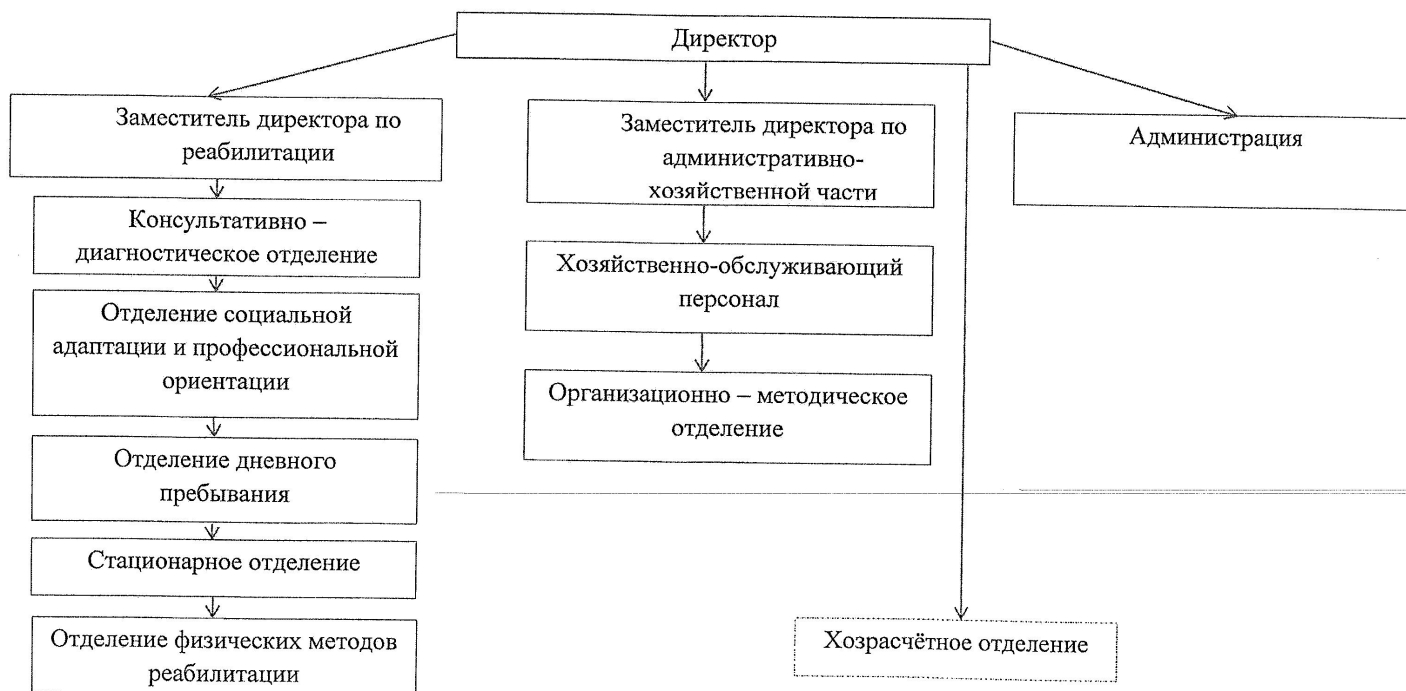 Директор
Заместитель директора по
реабилитации
Консультативно –
диагностическое отделение
Отделение социальной
адаптации и профессиональной
ориентации
Отделение дневного
пребывания
Стационарное отделение
Отделение физических методов
реабилитации
Заместитель директора по
административно-
хозяйственной части
Хозяйственно-обслуживающий
персонал
Организационно – методическое
отделение
Администрация
Хозрасчётное отделение